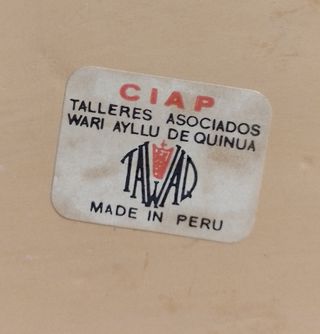 CIAP
TALLERES ASOCIADOS
WARI AYLLU DE QUINUA
TAWAQ
MADE IN PERU